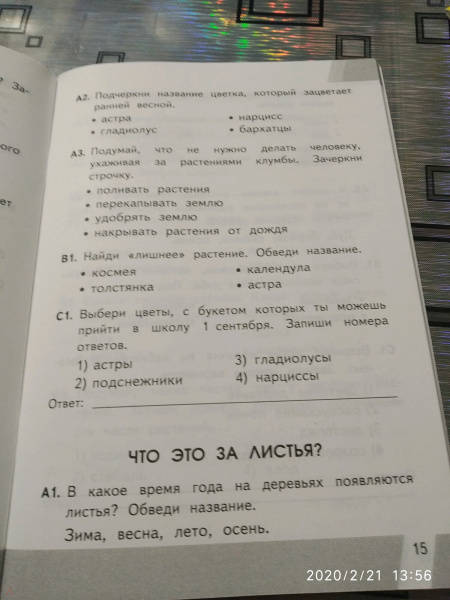 ? За-
ого
ет
А2. Подчеркни название цветка, который зацветает
ранней весной.
• астра • нарцисс
• гладиолус • бархатцы
А3. Подумай, что не нужно делать человеку,
ухаживая за растениями клумбы. Зачеркни
строчку.
• поливать растения
• перекапывать землю
• удобрять землю
• накрывать растения от дождя
В1. Найди «лишнее» растение. Обведи название.
• космея • календула
• толстянка • астра
С1. Выбери цветы, с букетом которых ты можешь
прийти в школу 1 сентября. Запиши номера
ответов.
1) астры 3) гладиолусы
2) подснежники 4) нарциссы
Ответ:
ЧТО ЭТО ЗА ЛИСТЬЯ?
А1. В какое время года на деревьях появляются
листья? Обведи название.
Зима, весна, лето, осень.
15
2020/2/21 13:56